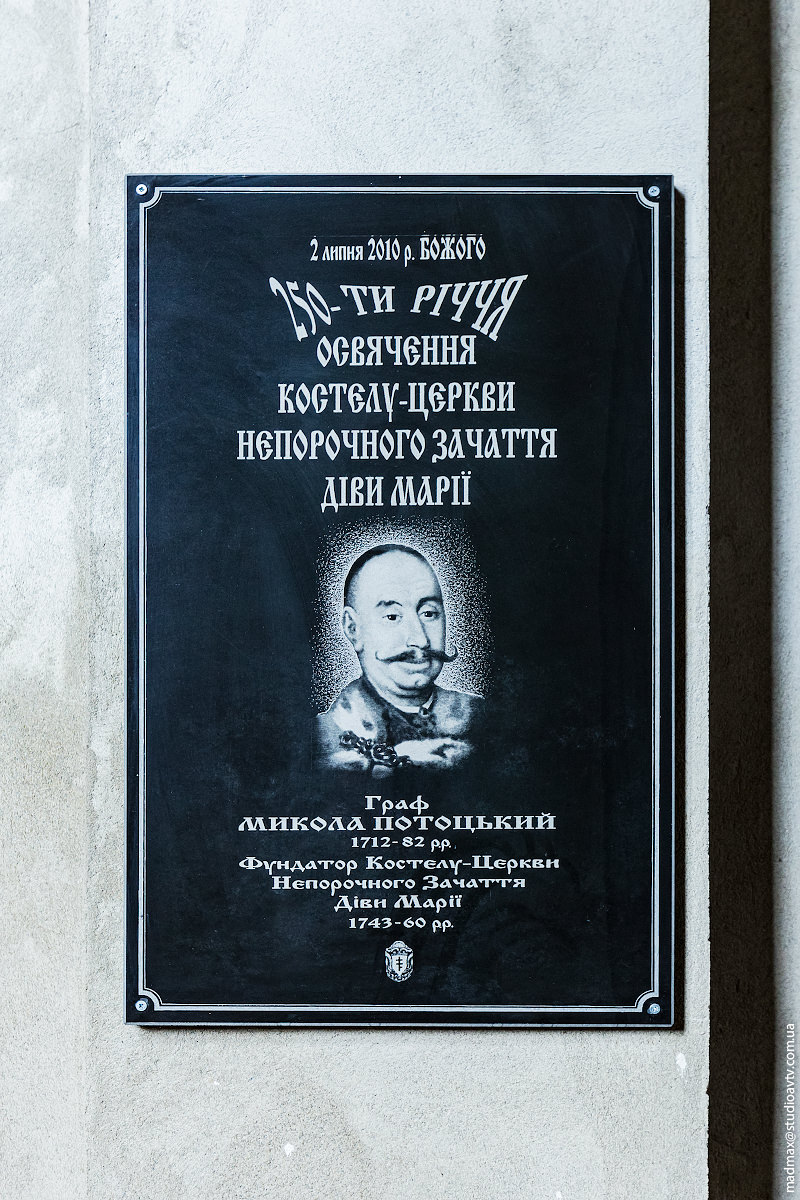 2 липня 2010 р. БОЖОГО
250-ТИ РІЧЧЯ
ОСВЯЧЕННЯ
КОСТЕЛУ-ЦЕРКВИ
НЕПОРОЧНОГО ЗАЧАТТЯ
ДІВИ МАРІЇ
Граф
МИКОЛА ПОТОЦЬКИЙ
1712-82 рр.
Фундатор Костелу-Церкви
Непорочного Зачаття
Діви Марії
1743-60 рр.
madmax@studioavtv.com.ua